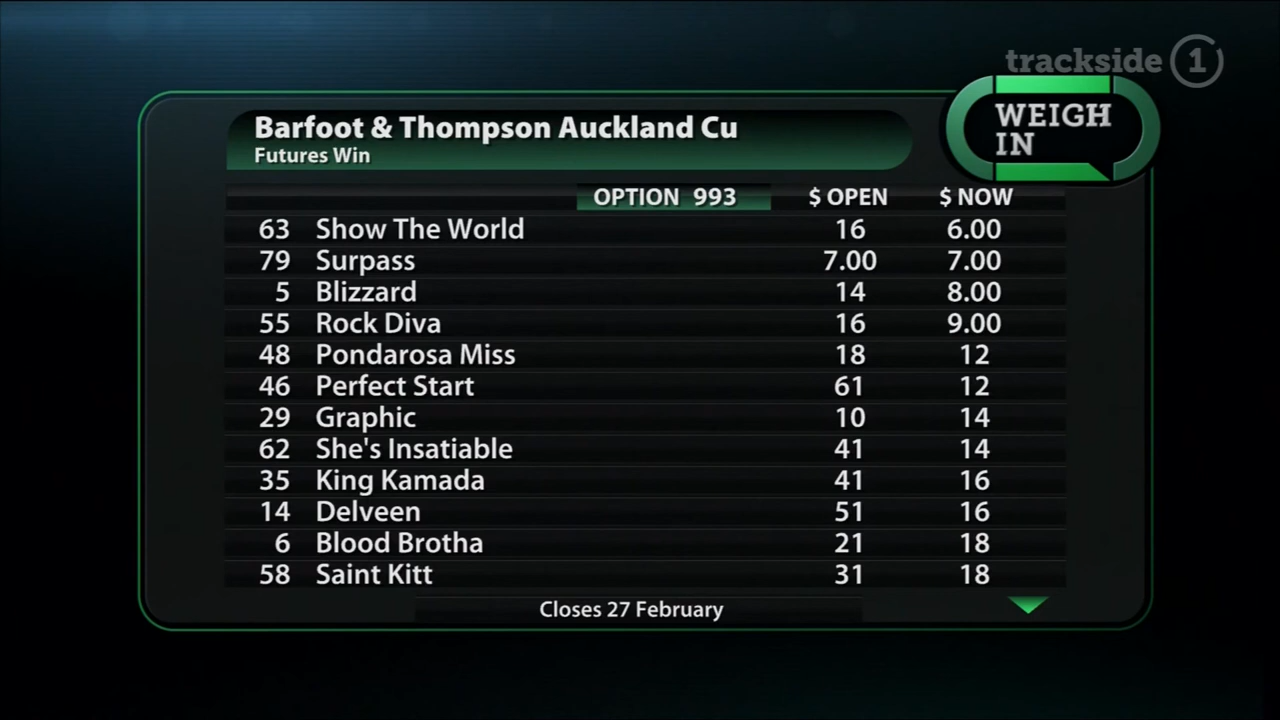 trackside 1
WEIGH
IN
Barfoot & Thompson Auckland Cu
Futures Win
OPTION 993 $ OPEN $ NOW
63 Show The World 16 6.00
79 Surpass 7.00 7.00
5 Blizzard 14 8.00
55 Rock Diva 16 9.00
48 Pondarosa Miss 18 12
46 Perfect Start 61 12
29 Graphic 10 14
62 She's Insatiable 41 14
35 King Kamada 41 16
14 Delveen 51 16
6 Blood Brotha 21 18
58 Saint Kitt 31 18
Closes 27 February